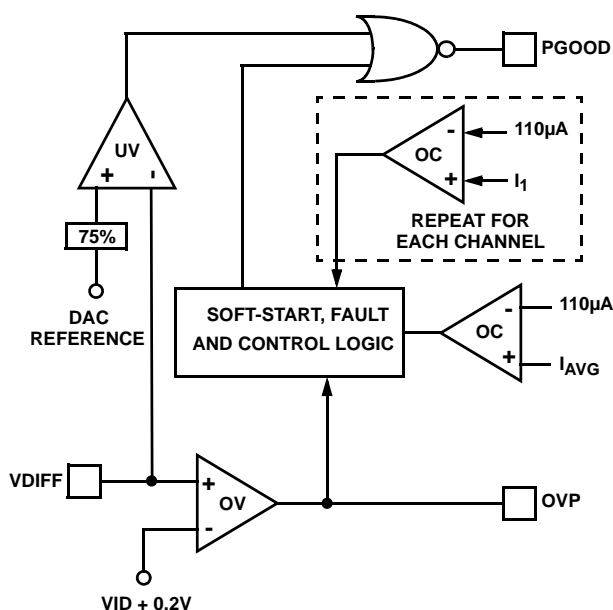 PGOOD
110µA
-
OC
+
I1
REPEAT FOR
EACH CHANNEL
UV
+ -
75%
DAC
REFERENCE
SOFT-START, FAULT
AND CONTROL LOGIC
110µA
-
OC
+
IAVG
VDIFF
+
OV
-
OVP
VID + 0.2V